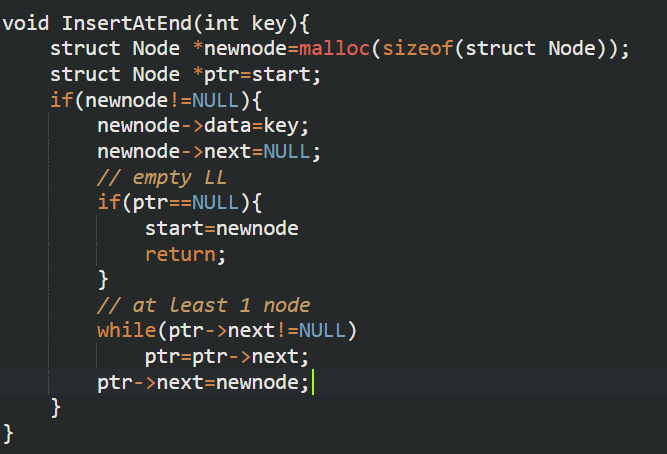 void InsertAtEnd(int key){
    struct Node *newnode=malloc(sizeof(struct Node));
    struct Node *ptr=start;
    if(newnode!=NULL){
        newnode->data=key;
        newnode->next=NULL;
        // empty LL
        if(ptr==NULL){
            start=newnode
            return;
        }
        // at least 1 node
        while(ptr->next!=NULL)
            ptr=ptr->next;
        ptr->next=newnode;
    }
}